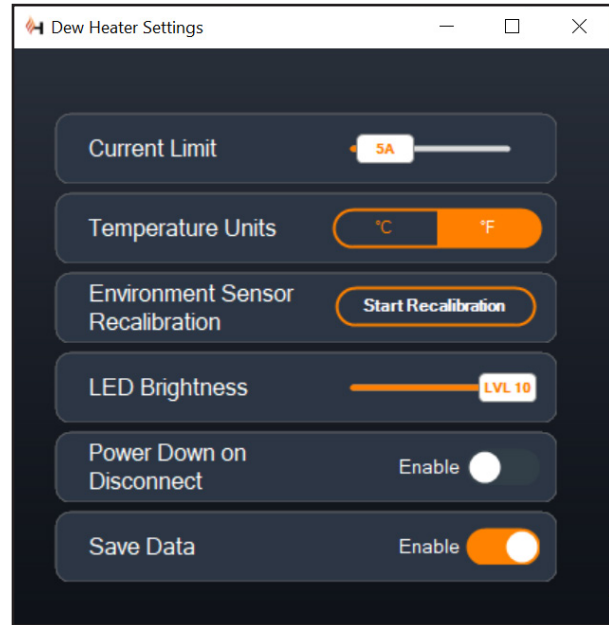 Dew Heater Settings
Current Limit
5A
Temperature Units
°C
°F
Environment Sensor
Recalibration
Start Recalibration
LED Brightness
LVL 10
Power Down on
Disconnect
Enable
Save Data
Enable